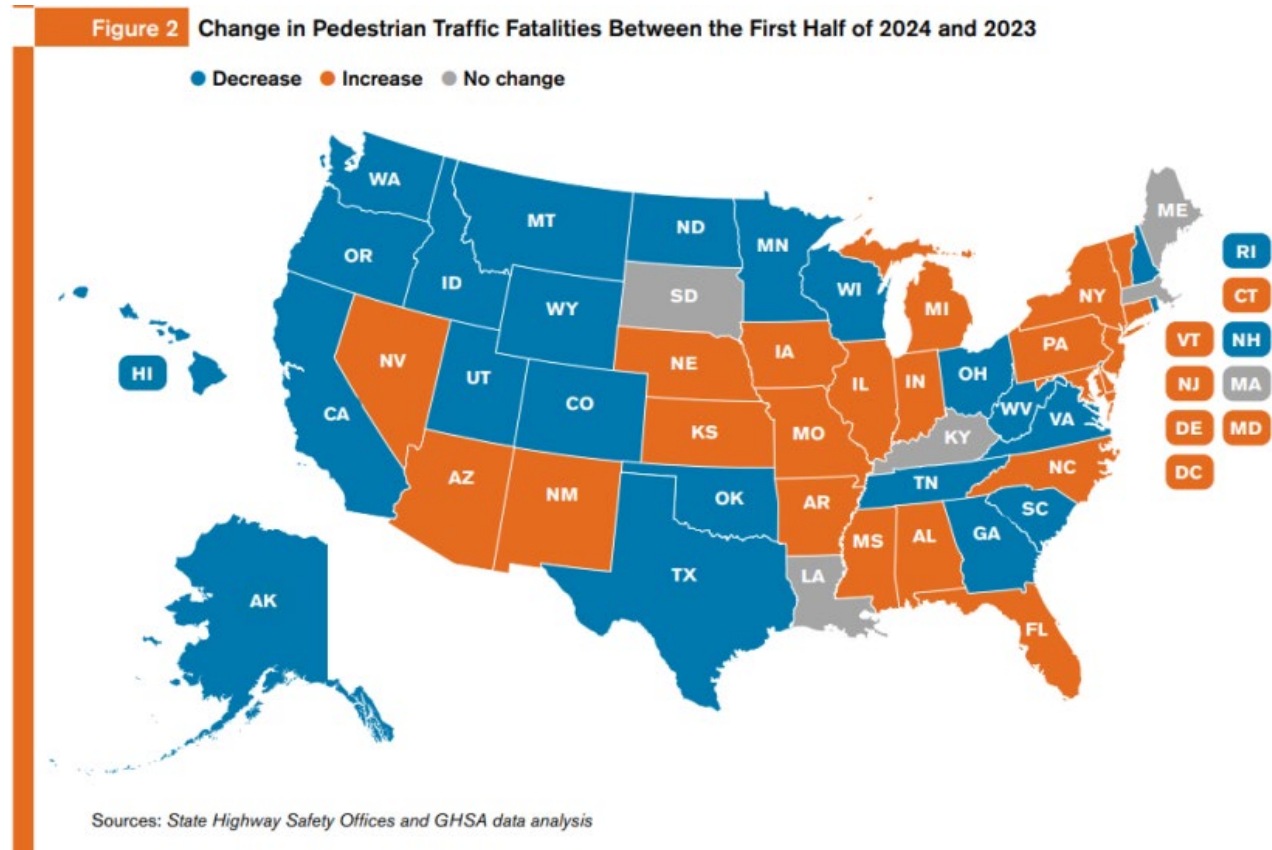 Figure 2 Change in Pedestrian Traffic Fatalities Between the First Half of 2024 and 2023
Decrease Increase No change
WA
MT
ND
MN
ME
OR
ID
WY
SD
WI
MI
NY
RI
CT
VT
NH
NV
UT
CO
NE
IA
IL
IN
OH
PA
NJ
MA
HI
CA
KS
MO
KY
WV
VA
DE
MD
AZ
NM
OK
AR
TN
NC
DC
SC
MS
AL
GA
TX
LA
AK
FL
Sources: State Highway Safety Offices and GHSA data analysis